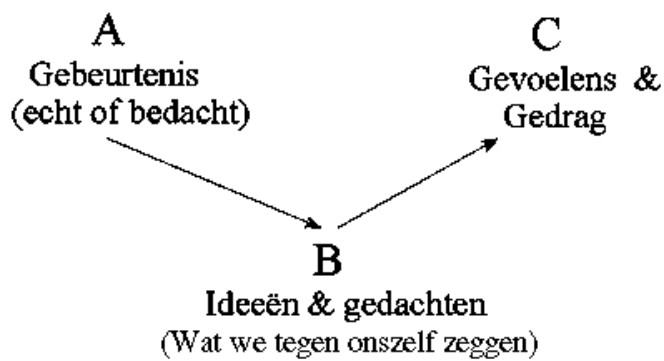 A
Gebeurtenis
(echt of bedacht)
C
Gevoelens &
Gedrag
B
Ideeën & gedachten
(Wat we tegen onszelf zeggen)